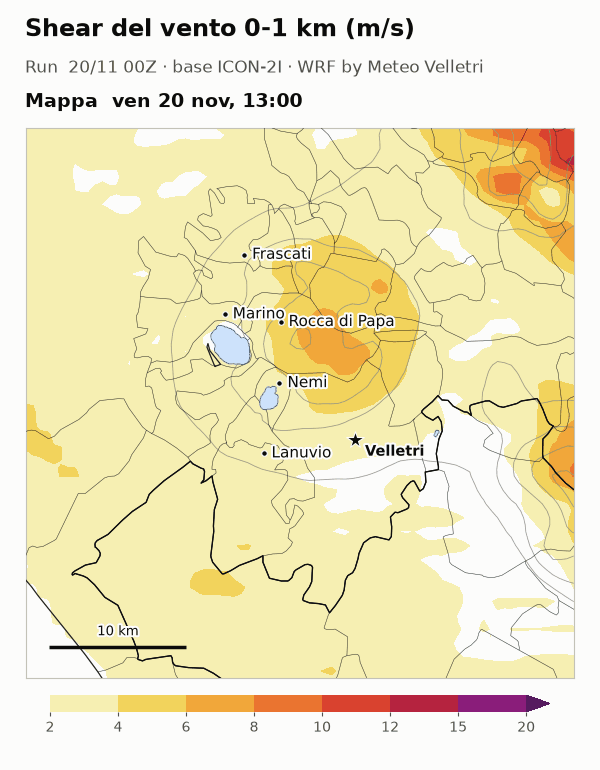 Shear del vento 0-1 km (m/s)
Run  20/11 00Z · base ICON-2I · WRF by Meteo Velletri
Mappa  ven 20 nov, 13:00
Frascati
Marino
Rocca di Papa
Nemi
Velletri
Lanuvio
10 km
2 4 6 8 10 12 15 20